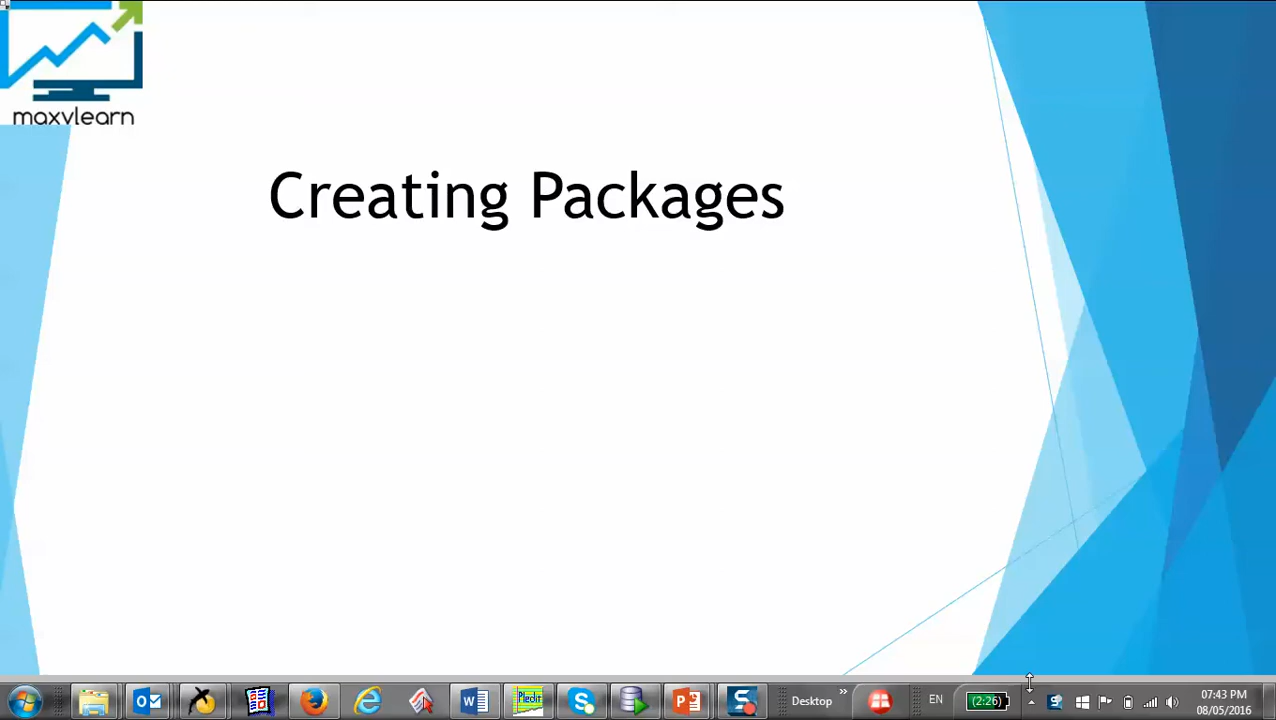 maxvlearn
Creating Packages
Desktop
»
EN
(2:26)
07:43 PM
08/05/2016